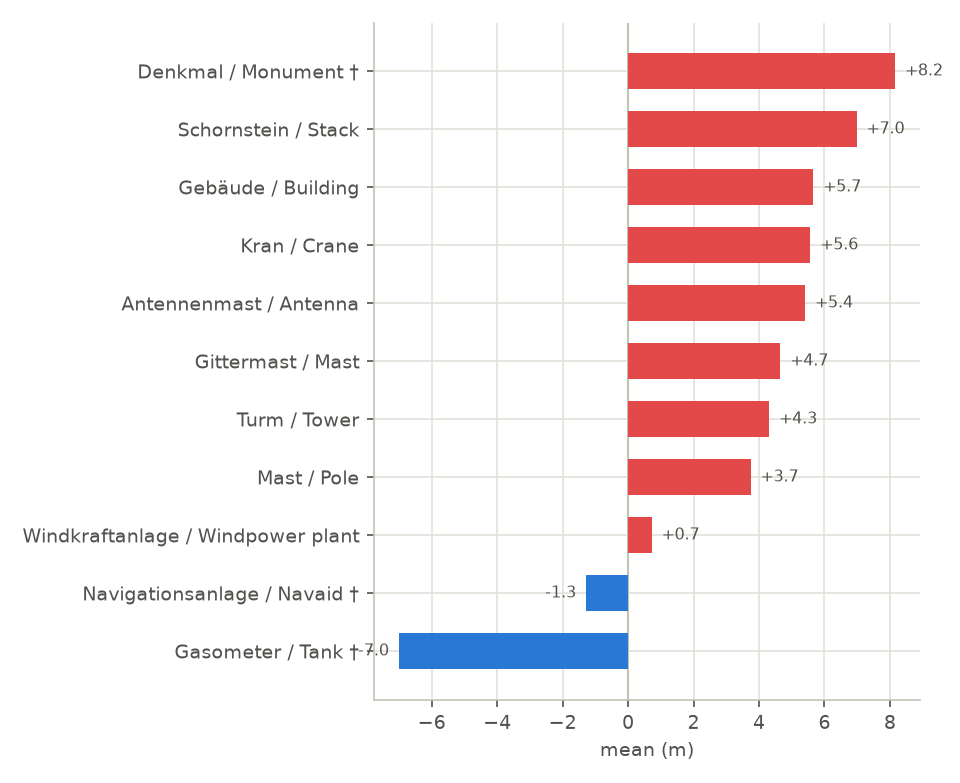 Denkmal / Monument † +8.2
Schornstein / Stack +7.0
Gebäude / Building +5.7
Kran / Crane +5.6
Antennenmast / Antenna +5.4
Gittermast / Mast +4.7
Turm / Tower +4.3
Mast / Pole +3.7
Windkraftanlage / Windpower plant +0.7
Navigationsanlage / Navaid † -1.3
Gasometer / Tank † -7.0
−6 −4 −2 0 2 4 6 8
mean (m)